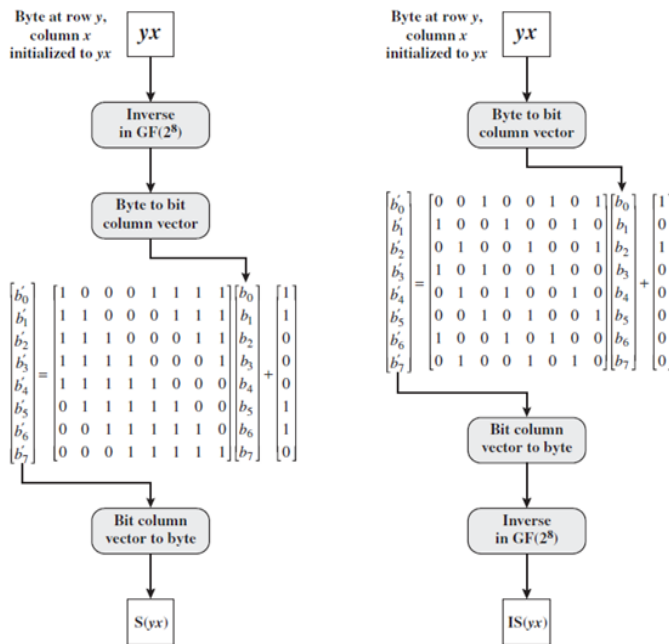 Byte at row y,
column x
initialized to yx
yx
Inverse
in GF(2⁸)
Byte to bit
column vector
b′₀ 1 0 0 0 1 1 1 1 b₀ 1
b′₁ 1 1 0 0 0 1 1 1 b₁ 1
b′₂ 1 1 1 0 0 0 1 1 b₂ 0
b′₃ = 1 1 1 1 0 0 0 1 b₃ + 0
b′₄ 1 1 1 1 1 0 0 0 b₄ 0
b′₅ 0 1 1 1 1 1 0 0 b₅ 1
b′₆ 0 0 1 1 1 1 1 0 b₆ 1
b′₇ 0 0 0 1 1 1 1 1 b₇ 0
Bit column
vector to byte
S(yx)
Byte at row y,
column x
initialized to yx
yx
Byte to bit
column vector
b′₀ 0 0 1 0 0 1 0 1 b₀ 1
b′₁ 1 0 0 1 0 0 1 0 b₁ 0
b′₂ 0 1 0 0 1 0 0 1 b₂ 1
b′₃ = 1 0 1 0 0 1 0 0 b₃ + 0
b′₄ 0 1 0 1 0 0 1 0 b₄ 0
b′₅ 0 0 1 0 1 0 0 1 b₅ 0
b′₆ 1 0 0 1 0 1 0 0 b₆ 0
b′₇ 0 1 0 0 1 0 1 0 b₇ 0
Bit column
vector to byte
Inverse
in GF(2⁸)
IS(yx)